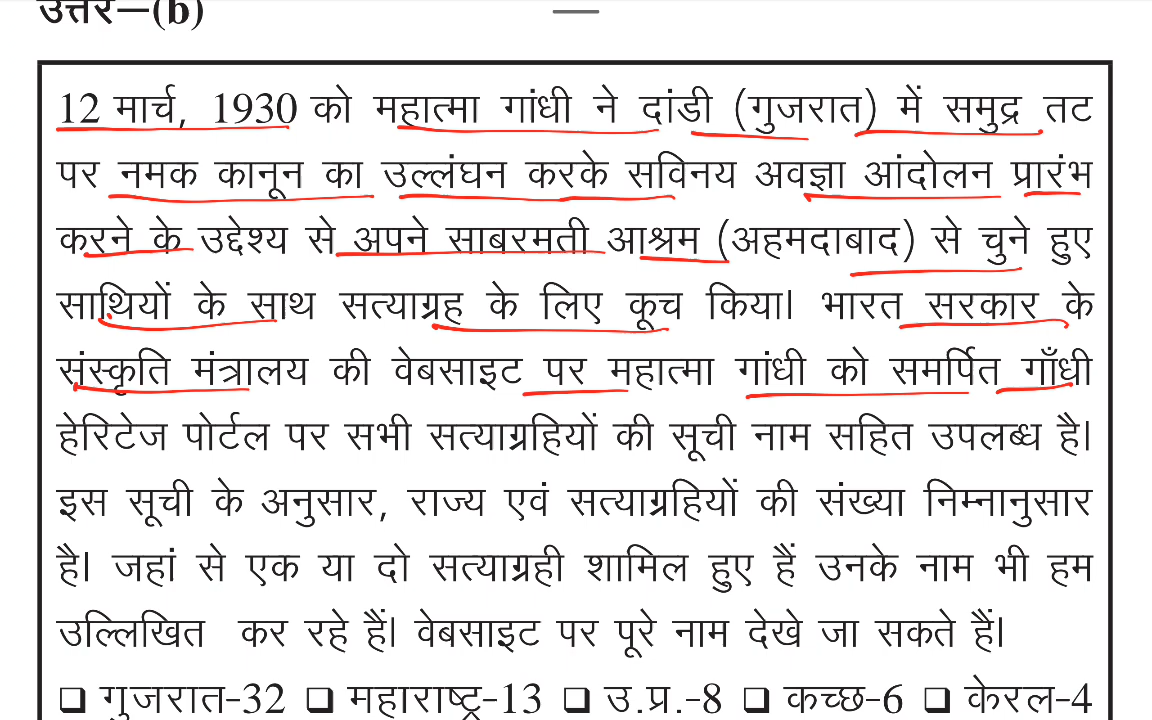 उत्तर–(b)
12 मार्च, 1930 को महात्मा गांधी ने दांडी (गुजरात) में समुद्र तट
पर नमक कानून का उल्लंघन करके सविनय अवज्ञा आंदोलन प्रारंभ
करने के उद्देश्य से अपने साबरमती आश्रम (अहमदाबाद) से चुने हुए
साथियों के साथ सत्याग्रह के लिए कूच किया। भारत सरकार के
संस्कृति मंत्रालय की वेबसाइट पर महात्मा गांधी को समर्पित गाँधी
हेरिटेज पोर्टल पर सभी सत्याग्रहियों की सूची नाम सहित उपलब्ध है।
इस सूची के अनुसार, राज्य एवं सत्याग्रहियों की संख्या निम्नानुसार
है। जहां से एक या दो सत्याग्रही शामिल हुए हैं उनके नाम भी हम
उल्लिखित कर रहे हैं। वेबसाइट पर पूरे नाम देखे जा सकते हैं।
❑ गुजरात-32 ❑ महाराष्ट्र-13 ❑ उ.प्र.-8 ❑ कच्छ-6 ❑ केरल-4